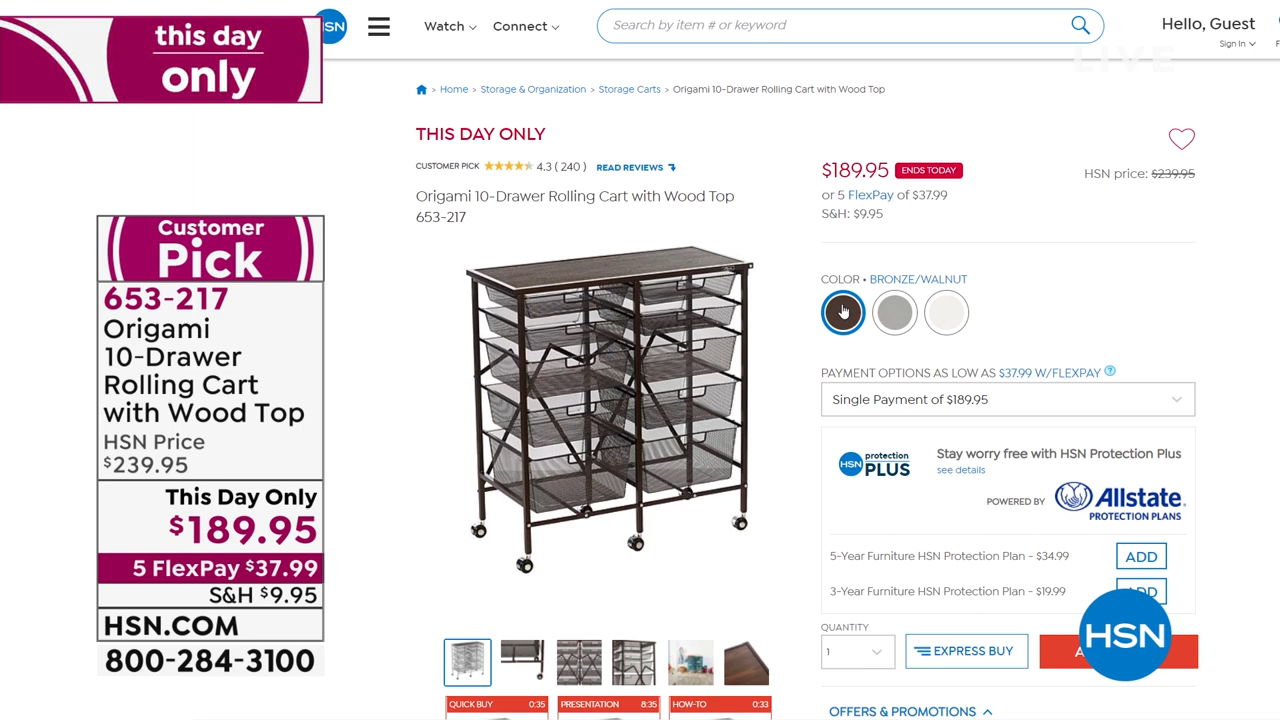 this day
only
SN
Watch
Connect
Search by item # or keyword
Hello, Guest
Sign In
F
LIVE
Home > Storage & Organization > Storage Carts > Origami 10-Drawer Rolling Cart with Wood Top
THIS DAY ONLY
CUSTOMER PICK 4.3 ( 240 ) READ REVIEWS
Origami 10-Drawer Rolling Cart with Wood Top
653-217
$189.95 ENDS TODAY
HSN price: $239.95
or 5 FlexPay of $37.99
S&H: $9.95
COLOR • BRONZE/WALNUT
PAYMENT OPTIONS AS LOW AS $37.99 W/FLEXPAY ?
Single Payment of $189.95
HSN protection PLUS
Stay worry free with HSN Protection Plus
see details
POWERED BY Allstate.
PROTECTION PLANS
5-Year Furniture HSN Protection Plan - $34.99 ADD
3-Year Furniture HSN Protection Plan - $19.99 ADD
QUANTITY
1
EXPRESS BUY
A
HSN
OFFERS & PROMOTIONS
QUICK BUY 0:35
PRESENTATION 8:35
HOW-TO 0:33
Customer
Pick
653-217
Origami
10-Drawer
Rolling Cart
with Wood Top
HSN Price
$239.95
This Day Only
$189.95
5 FlexPay $37.99
S&H $9.95
HSN.COM
800-284-3100